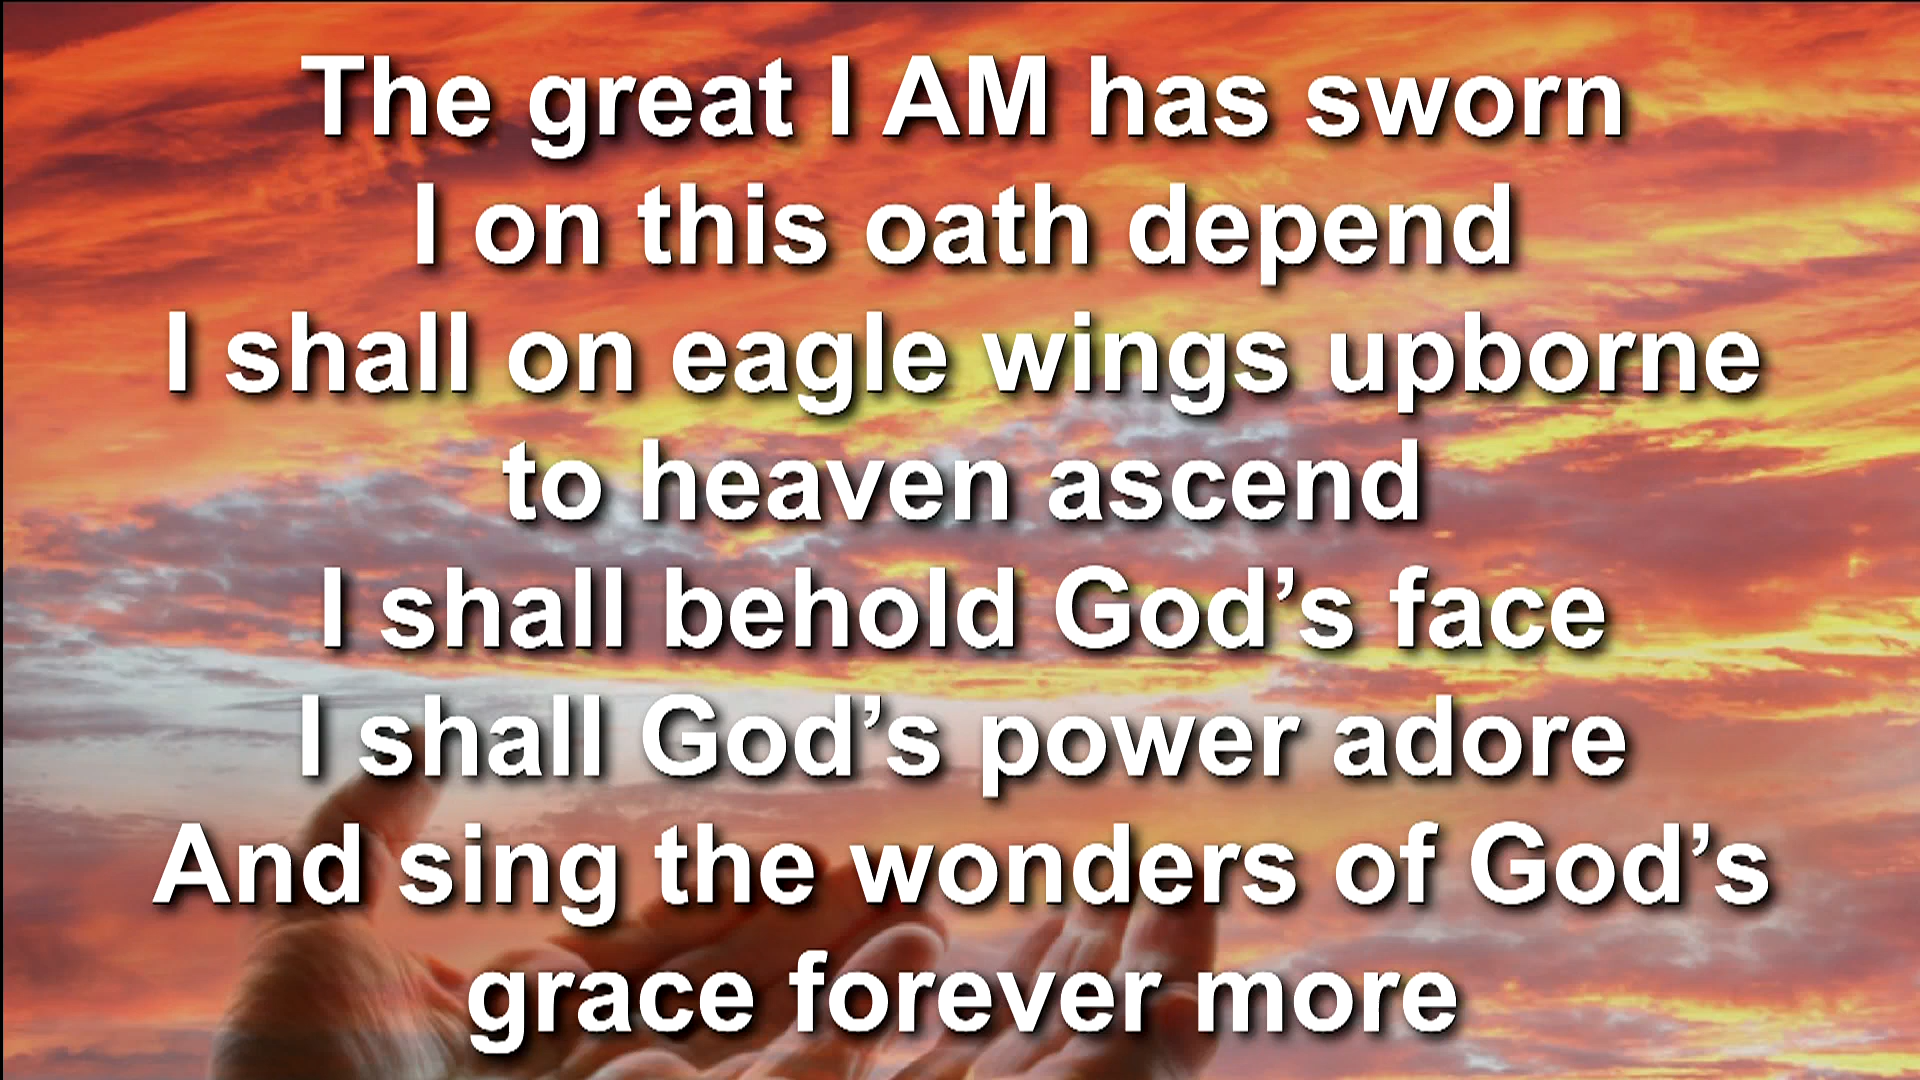 The great I AM has sworn
I on this oath depend
I shall on eagle wings upborne
to heaven ascend
I shall behold God’s face
I shall God’s power adore
And sing the wonders of God’s
grace forever more